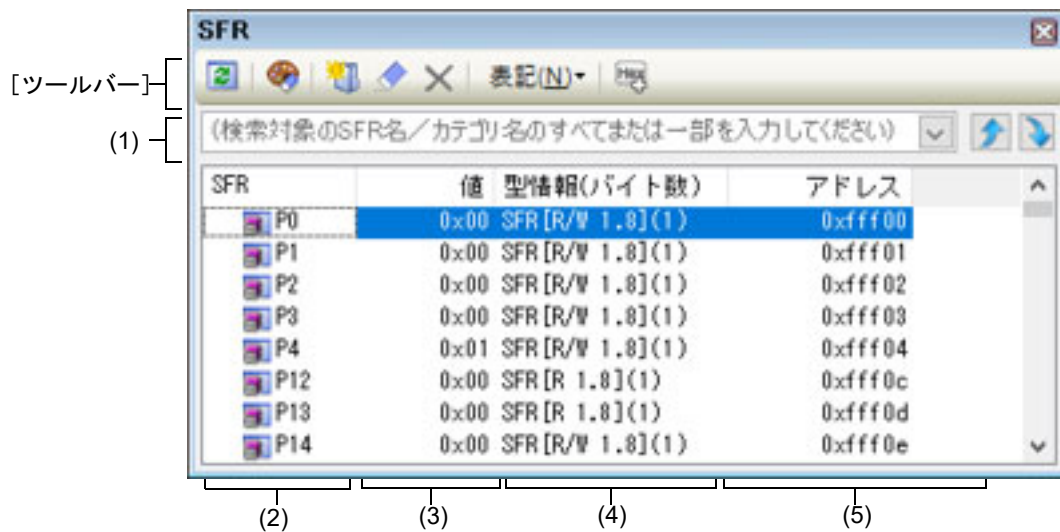 SFR
[ツールバー]
表記(N)
Hex
(1)
(検索対象のSFR名／カテゴリ名のすべてまたは一部を入力してください)
SFR 値 型情報(バイト数) アドレス
P0 0x00 SFR[R/W 1.8](1) 0xfff00
P1 0x00 SFR[R/W 1.8](1) 0xfff01
P2 0x00 SFR[R/W 1.8](1) 0xfff02
P3 0x00 SFR[R/W 1.8](1) 0xfff03
P4 0x01 SFR[R/W 1.8](1) 0xfff04
P12 0x00 SFR[R 1.8](1) 0xfff0c
P13 0x00 SFR[R 1.8](1) 0xfff0d
P14 0x00 SFR[R/W 1.8](1) 0xfff0e
(2) (3) (4) (5)